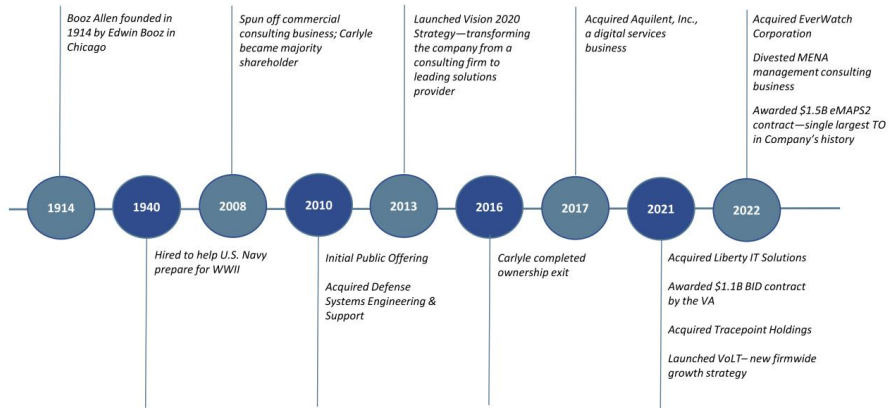 Booz Allen founded in
1914 by Edwin Booz in
Chicago
Spun off commercial
consulting business; Carlyle
became majority
shareholder
Launched Vision 2020
Strategy—transforming
the company from a
consulting firm to
leading solutions
provider
Acquired Aquilent, Inc.,
a digital services
business
Acquired EverWatch
Corporation
Divested MENA
management consulting
business
Awarded $1.5B eMAPS2
contract—single largest TO
in Company's history
1914
1940
2008
2010
2013
2016
2017
2021
2022
Hired to help U.S. Navy
prepare for WWII
Initial Public Offering
Acquired Defense
Systems Engineering &
Support
Carlyle completed
ownership exit
Acquired Liberty IT Solutions
Awarded $1.1B BID contract
by the VA
Acquired Tracepoint Holdings
Launched VoLT– new firmwide
growth strategy